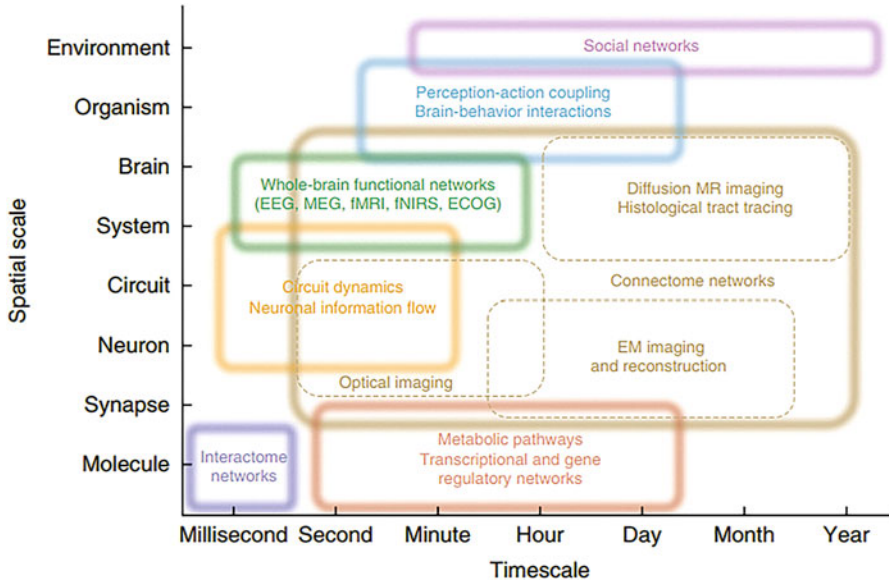 Environment
Organism
Brain
System
Circuit
Neuron
Synapse
Molecule
Spatial scale
Social networks
Perception-action coupling
Brain-behavior interactions
Whole-brain functional networks
(EEG, MEG, fMRI, fNIRS, ECOG)
Diffusion MR imaging
Histological tract tracing
Circuit dynamics
Neuronal information flow
Connectome networks
EM imaging
and reconstruction
Optical imaging
Interactome
networks
Metabolic pathways
Transcriptional and gene
regulatory networks
Millisecond Second Minute Hour Day Month Year
Timescale